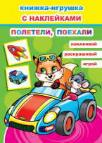 КНИЖКА-ИГРУШКА
С НАКЛЕЙКАМИ
ПОЛЕТЕЛИ, ПОЕХАЛИ
наклеивай
раскрашивай
играй